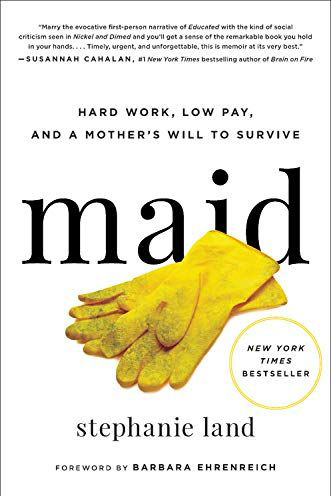 "Marry the evocative first-person narrative of Educated with the kind of social
criticism seen in Nickel and Dimed and you'll get a sense of the remarkable book you hold
in your hands. . . . Timely, urgent, and unforgettable, this is memoir at its very best."
—SUSANNAH CAHALAN, #1 New York Times bestselling author of Brain on Fire
HARD WORK, LOW PAY,
AND A MOTHER'S WILL TO SURVIVE
maid
NEW YORK
TIMES
BESTSELLER
stephanie land
FOREWORD BY BARBARA EHRENREICH